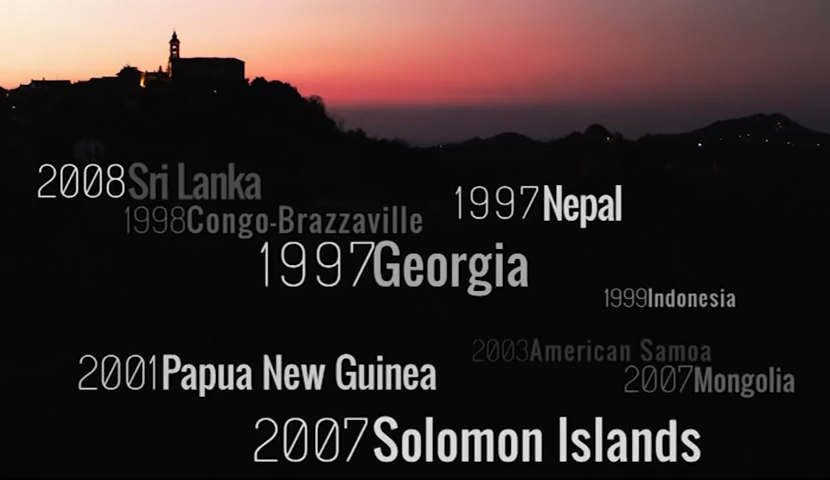 2008Sri Lanka
1997Nepal
1998Congo-Brazzaville
1997Georgia
1999Indonesia
2003American Samoa
2001Papua New Guinea
2007Mongolia
2007Solomon Islands